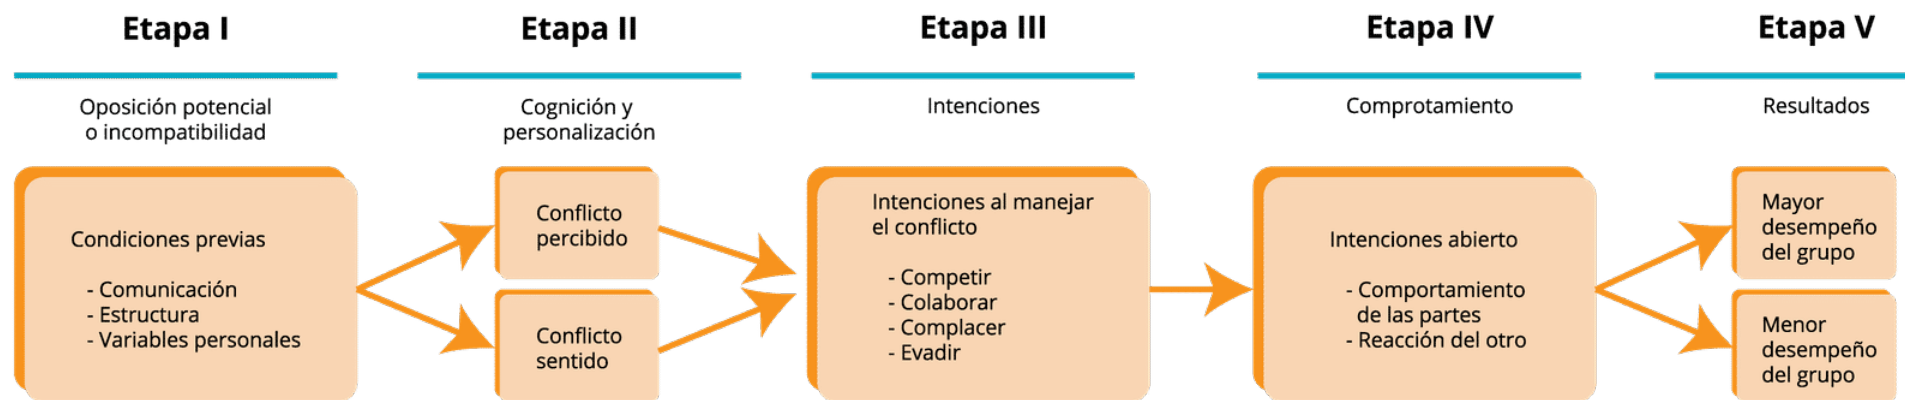 Etapa I
Oposición potencial
o incompatibilidad
Condiciones previas
- Comunicación
- Estructura
- Variables personales
Etapa II
Cognición y
personalización
Conflicto
percibido
Conflicto
sentido
Etapa III
Intenciones
Intenciones al manejar
el conflicto
- Competir
- Colaborar
- Complacer
- Evadir
Etapa IV
Comprotamiento
Intenciones abierto
- Comportamiento
de las partes
- Reacción del otro
Etapa V
Resultados
Mayor
desempeño
del grupo
Menor
desempeño
del grupo